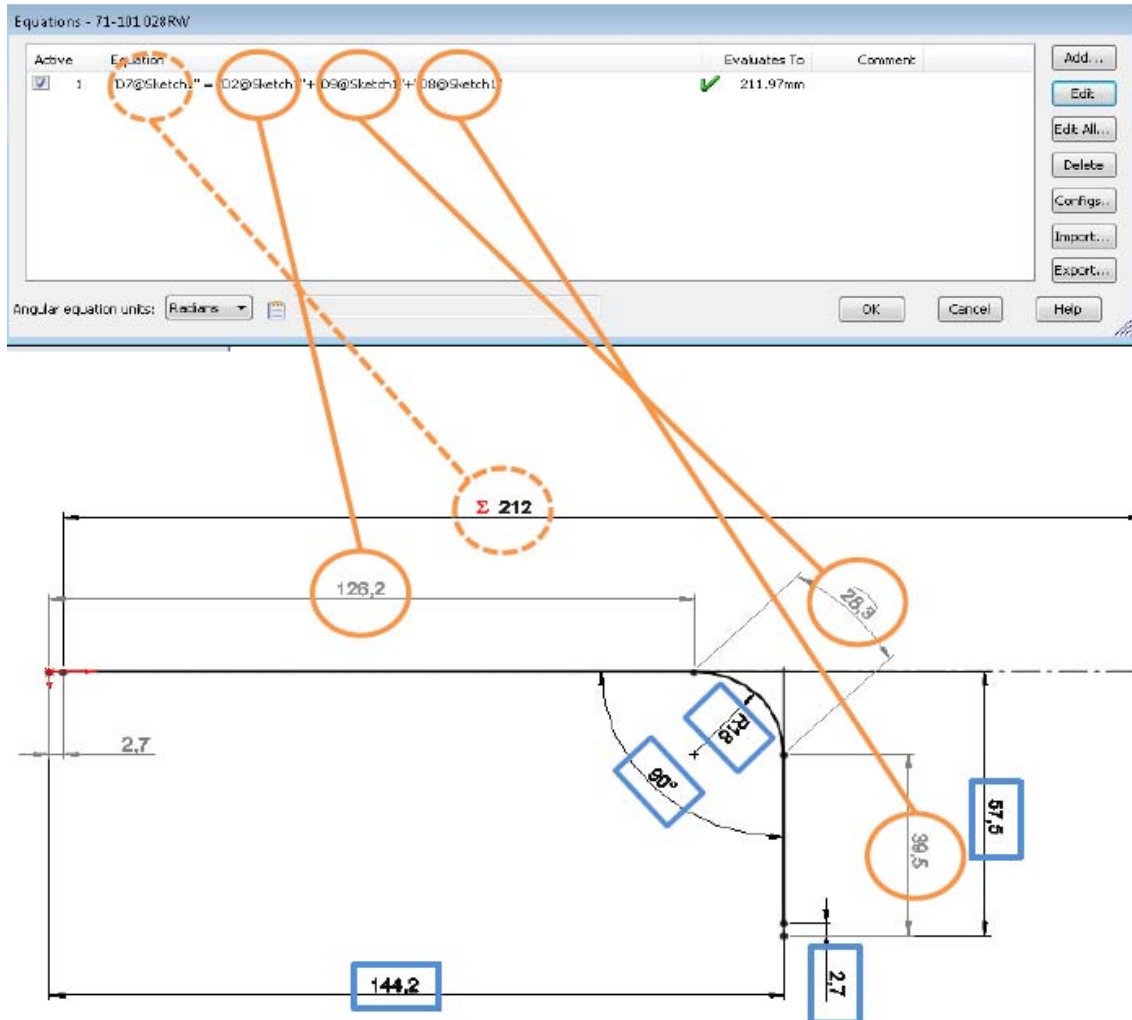 Equations - 71-101 028RW
Active Equation Evaluates To Comment
1 "D7@Sketch1" = "D2@Sketch1"+"D9@Sketch1"+"D8@Sketch1" 211.97mm
Add...
Edit
Edit All...
Delete
Configs..
Import...
Export...
Angular equation units: Radians OK Cancel Help
Σ 212
126,2
28,3
2,7
R18
90°
57,5
39,5
144,2
2,7